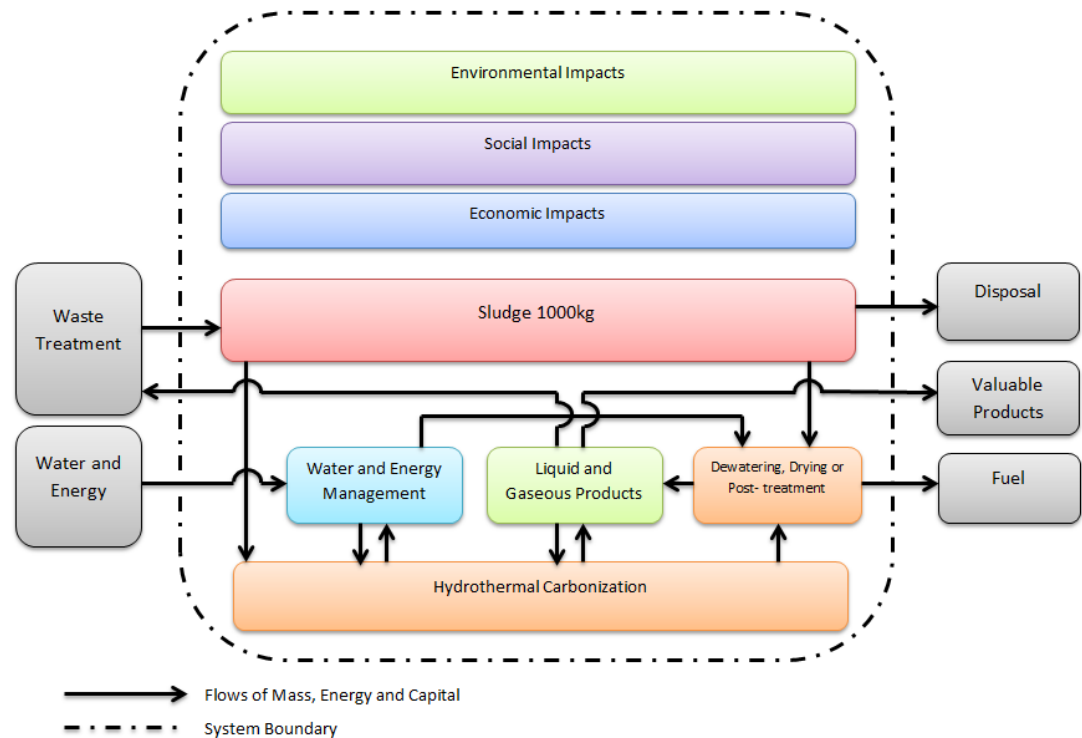 Environmental Impacts
Social Impacts
Economic Impacts
Waste
Treatment
Sludge 1000kg
Disposal
Valuable
Products
Water and
Energy
Water and Energy
Management
Liquid and
Gaseous Products
Dewatering, Drying or
Post- treatment
Fuel
Hydrothermal Carbonization
Flows of Mass, Energy and Capital
System Boundary